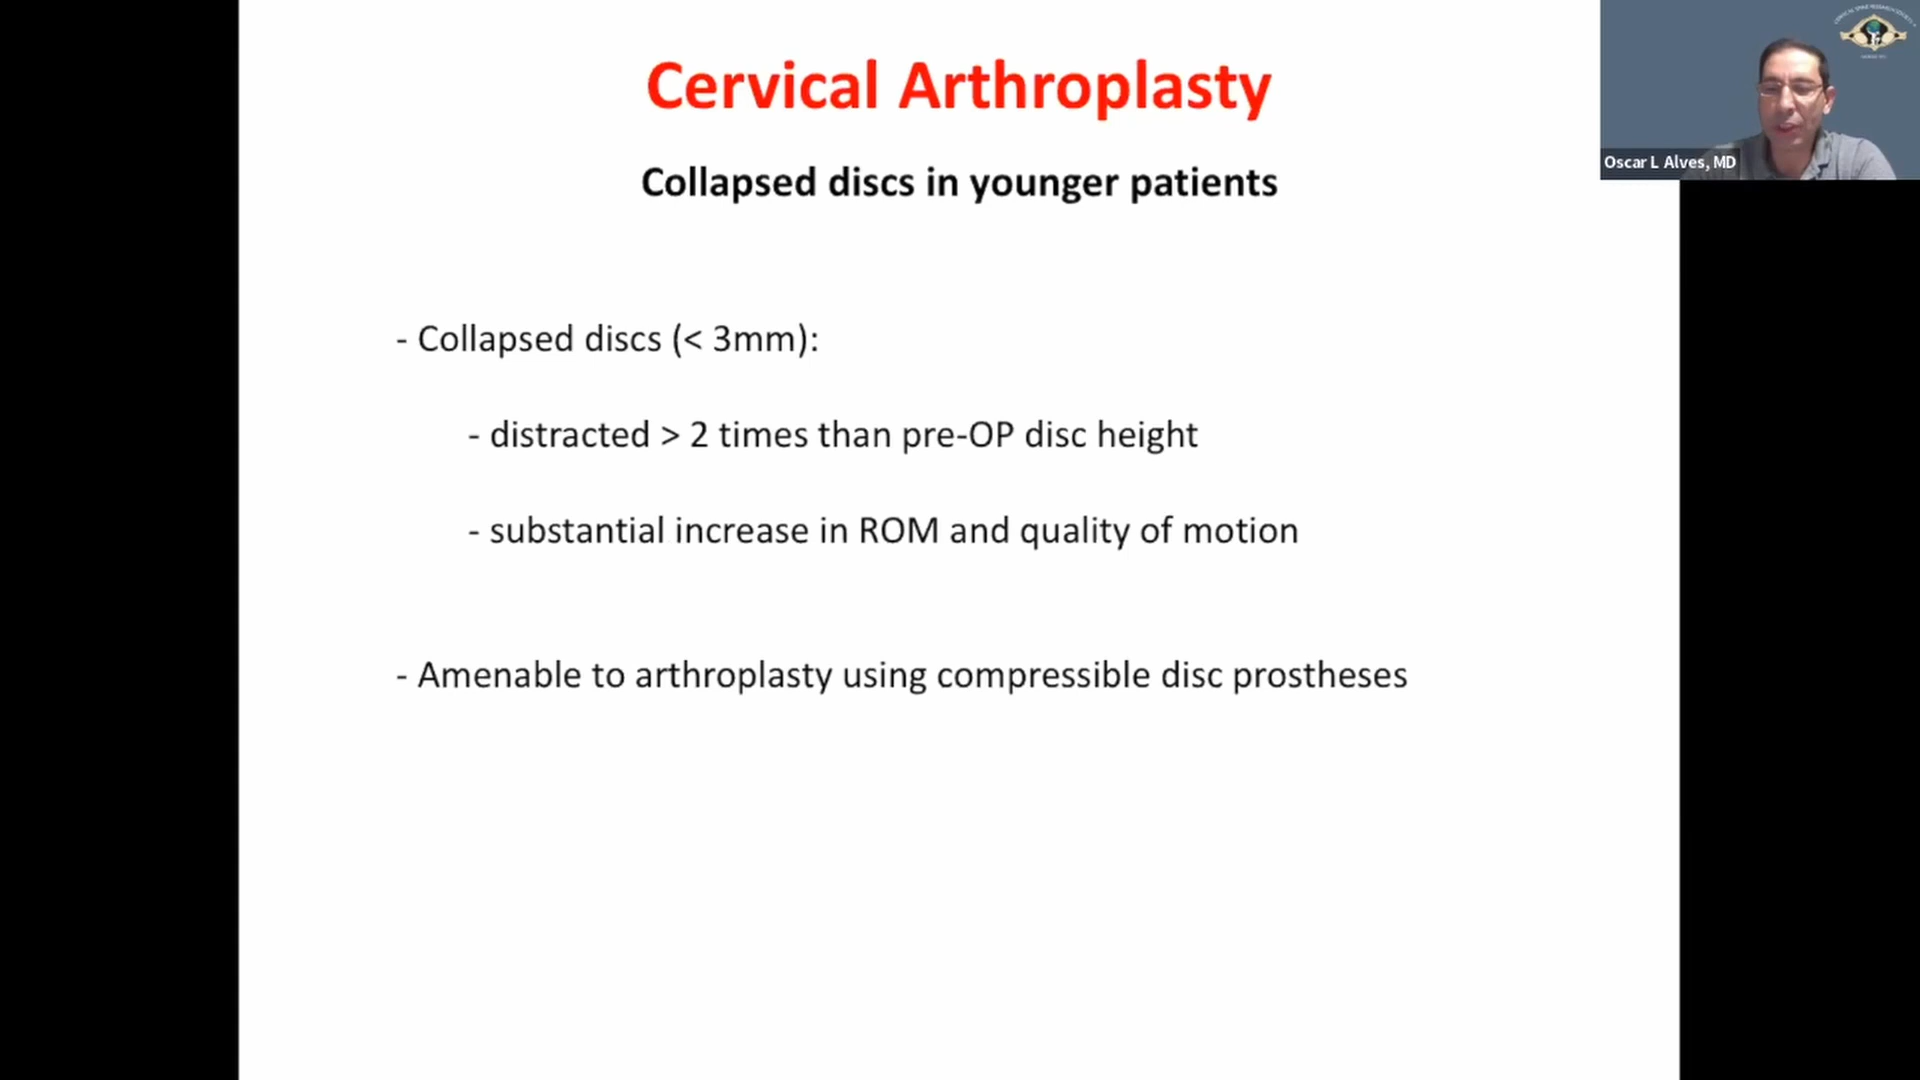 Cervical Arthroplasty
Collapsed discs in younger patients
- Collapsed discs (< 3mm):
- distracted > 2 times than pre-OP disc height
- substantial increase in ROM and quality of motion
- Amenable to arthroplasty using compressible disc prostheses
Oscar L Alves, MD